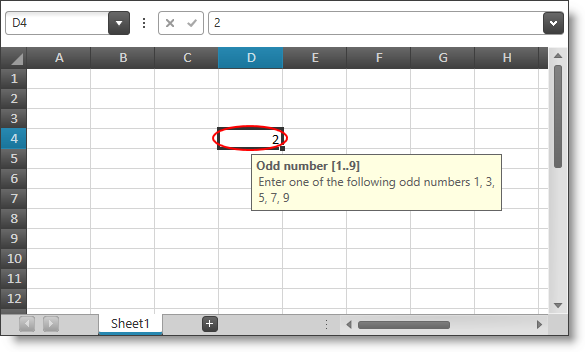 D4 2
A B C D E F G H
1
2
3
4 2
5
6
7
8
9
10
11
12
Odd number [1..9]
Enter one of the following odd numbers 1, 3,
5, 7, 9
Sheet1